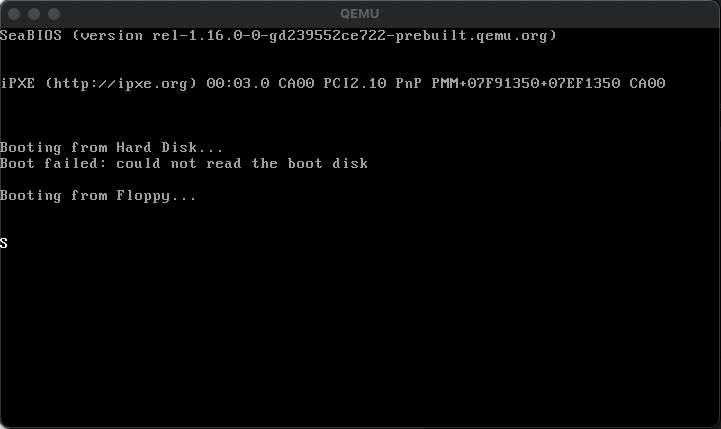 QEMU
SeaBIOS (version rel-1.16.0-0-gd239552ce722-prebuilt.qemu.org)
iPXE (http://ipxe.org) 00:03.0 CA00 PCI2.10 PnP PMM+07F91350+07EF1350 CA00
Booting from Hard Disk...
Boot failed: could not read the boot disk
Booting from Floppy...
S